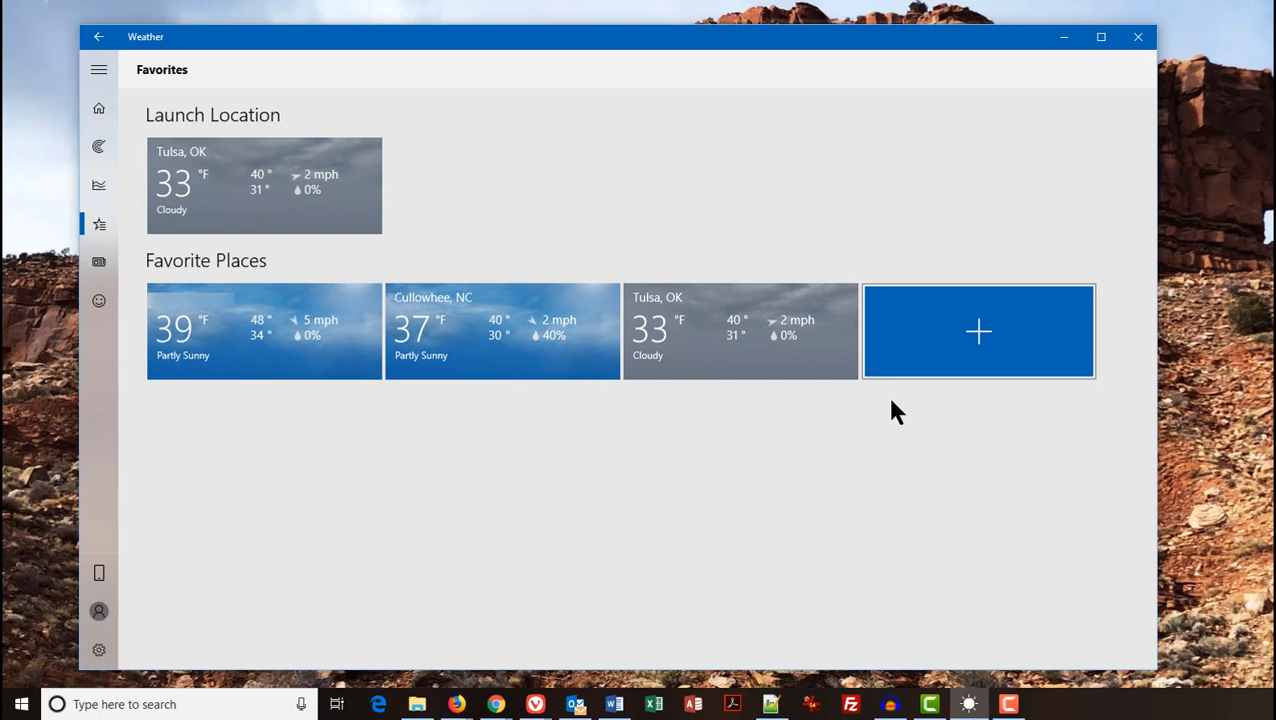 Weather
Favorites
Launch Location
Tulsa, OK
33 °F 40 ° 2 mph
31 ° 0%
Cloudy
Favorite Places
39 °F 48 ° 5 mph
34 ° 0%
Partly Sunny
Cullowhee, NC
37 °F 40 ° 2 mph
30 ° 40%
Partly Sunny
Tulsa, OK
33 °F 40 ° 2 mph
31 ° 0%
Cloudy
Type here to search